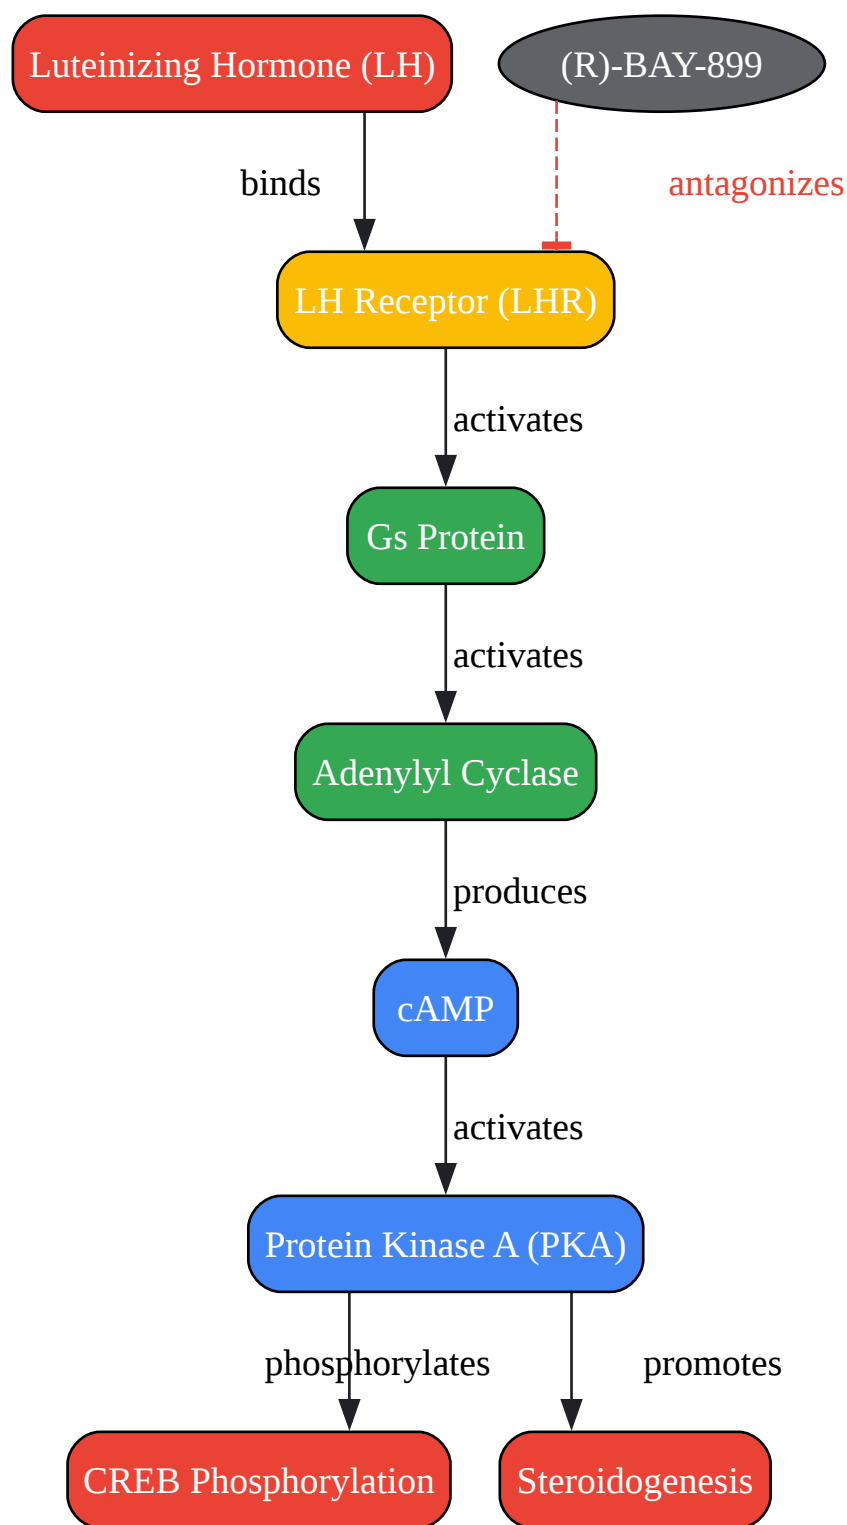 Luteinizing Hormone (LH)
(R)-BAY-899
binds
antagonizes
LH Receptor (LHR)
activates
Gs Protein
activates
Adenylyl Cyclase
produces
cAMP
activates
Protein Kinase A (PKA)
phosphorylates
promotes
CREB Phosphorylation
Steroidogenesis